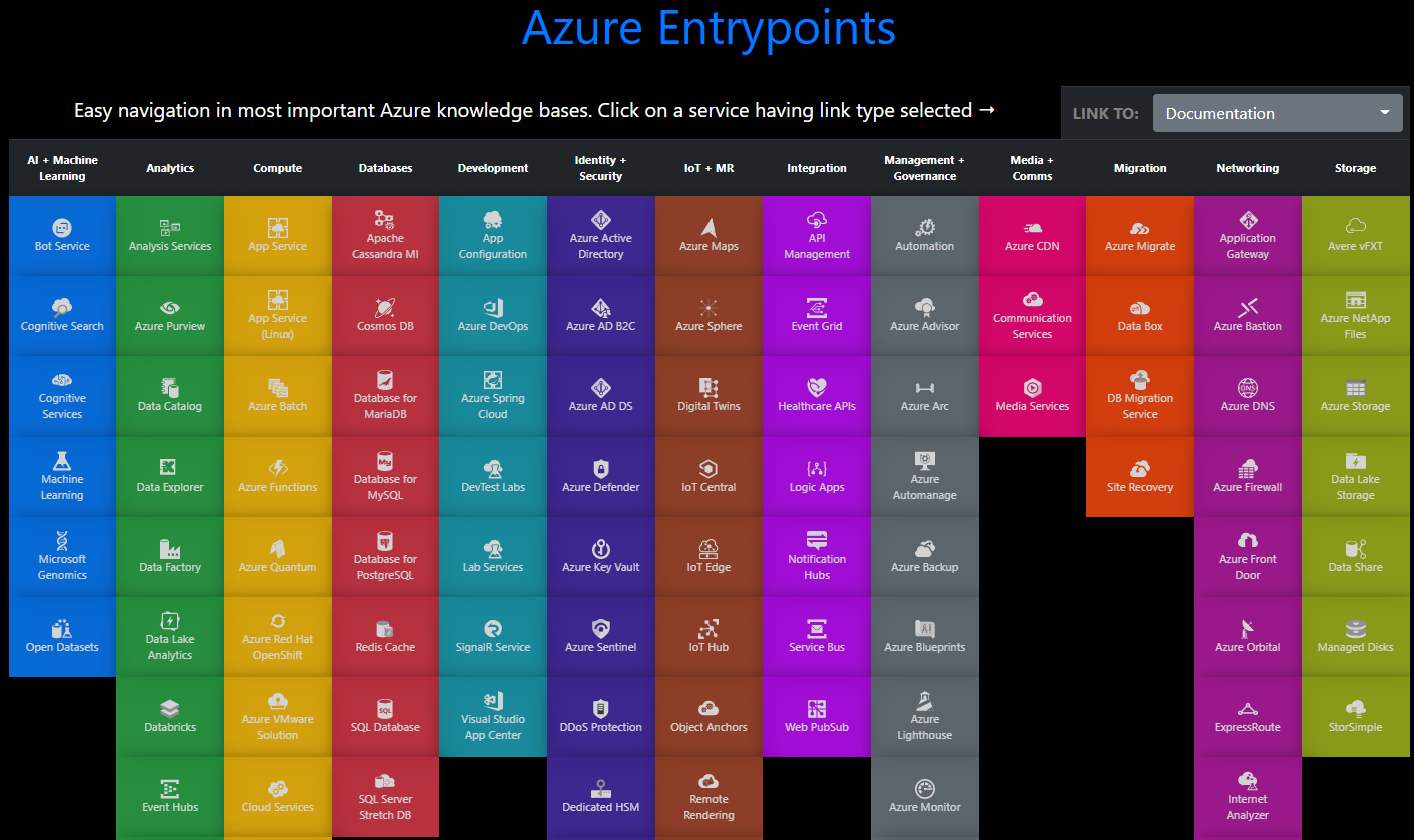 Azure Entrypoints
Easy navigation in most important Azure knowledge bases. Click on a service having link type selected →
LINK TO:
Documentation
AI + Machine
Learning
Analytics
Compute
Databases
Development
Identity +
Security
IoT + MR
Integration
Management +
Governance
Media +
Comms
Migration
Networking
Storage
Bot Service
Analysis Services
App Service
Apache
Cassandra MI
App
Configuration
Azure Active
Directory
Azure Maps
API
Management
Automation
Azure CDN
Azure Migrate
Application
Gateway
Avere vFXT
Cognitive Search
Azure Purview
App Service
(Linux)
Cosmos DB
Azure DevOps
Azure AD B2C
Azure Sphere
Event Grid
Azure Advisor
Communication
Services
Data Box
Azure Bastion
Azure NetApp
Files
Cognitive
Services
Data Catalog
Azure Batch
Database for
MariaDB
Azure Spring
Cloud
Azure AD DS
Digital Twins
Healthcare APIs
Azure Arc
Media Services
DB Migration
Service
DNS
Azure DNS
Azure Storage
Machine
Learning
Data Explorer
Azure Functions
My
Database for
MySQL
DevTest Labs
Azure Defender
IoT Central
Logic Apps
Azure
Automanage
Site Recovery
Azure Firewall
Data Lake
Storage
Microsoft
Genomics
Data Factory
Azure Quantum
Database for
PostgreSQL
Lab Services
Azure Key Vault
IoT Edge
Notification
Hubs
Azure Backup
Azure Front
Door
Data Share
Open Datasets
Data Lake
Analytics
Azure Red Hat
OpenShift
Redis Cache
SignalR Service
Azure Sentinel
IoT Hub
Service Bus
Azure Blueprints
Azure Orbital
Managed Disks
Databricks
Azure VMware
Solution
SQL
SQL Database
Visual Studio
App Center
DDoS Protection
Object Anchors
Web PubSub
Azure
Lighthouse
ExpressRoute
StorSimple
Event Hubs
Cloud Services
SQL Server
Stretch DB
Dedicated HSM
Remote
Rendering
Azure Monitor
Internet
Analyzer